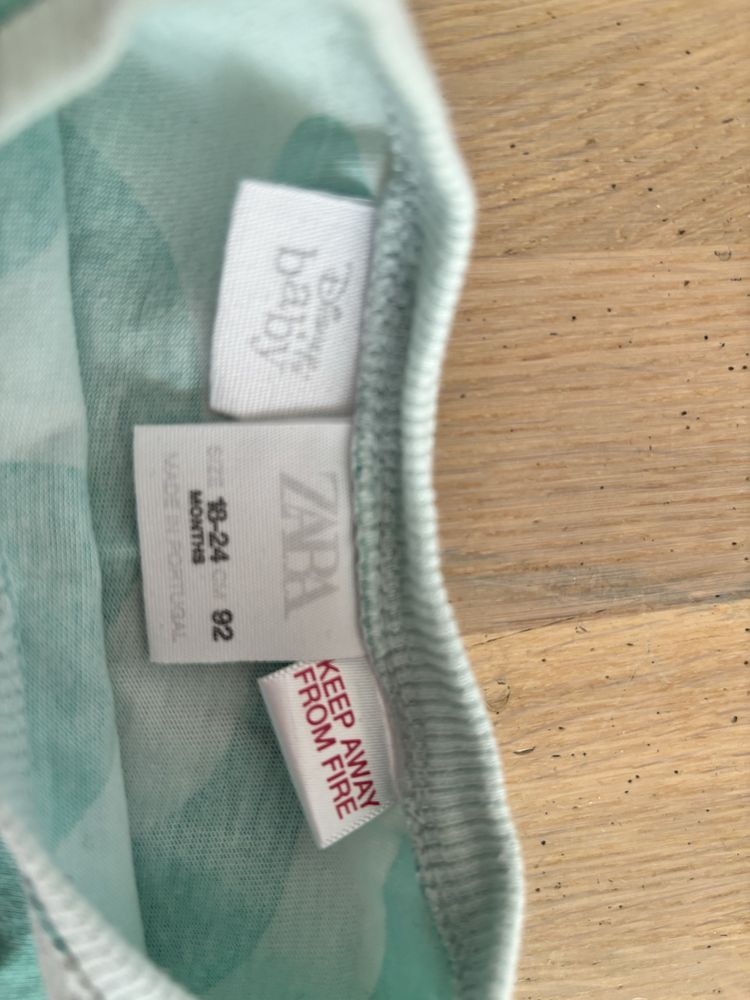 Disney
baby
ZARA
SIZE 18-24 CM 92
MONTHS
MADE IN PORTUGAL
KEEP AWAY
FROM FIRE